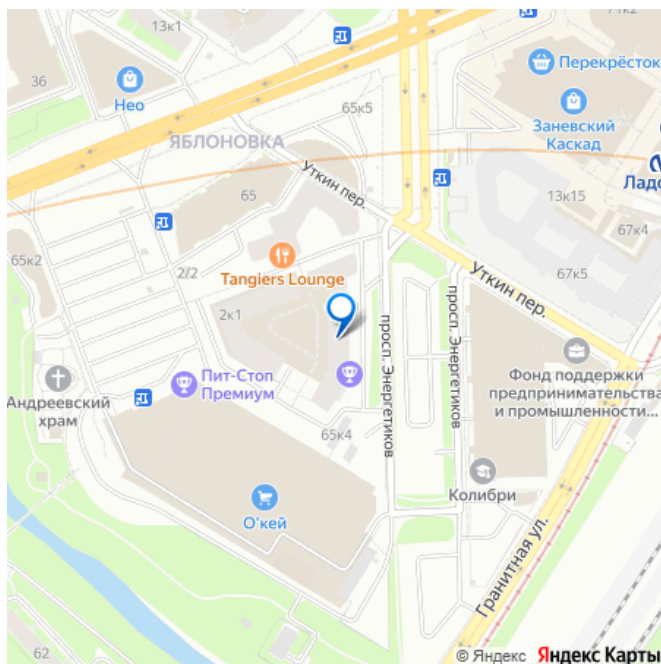 71к2
13к1
Перекрёсток
36
Нео
65к5
Заневский
Каскад
ЯБЛОНОВКА
Уткин пер.
65
13к15
67к4
65к2
2/2
Tangiers Lounge
Уткин пер.
67к5
2к1
просп. Энергетиков
просп. Энергетиков
Пит-Стоп
Премиум
Фонд поддержки
предпринимательства
и промышленности...
Андреевский
храм
65к4
Колибри
О'кей
Гранитная ул.
62
© Яндекс Яндекс Карты